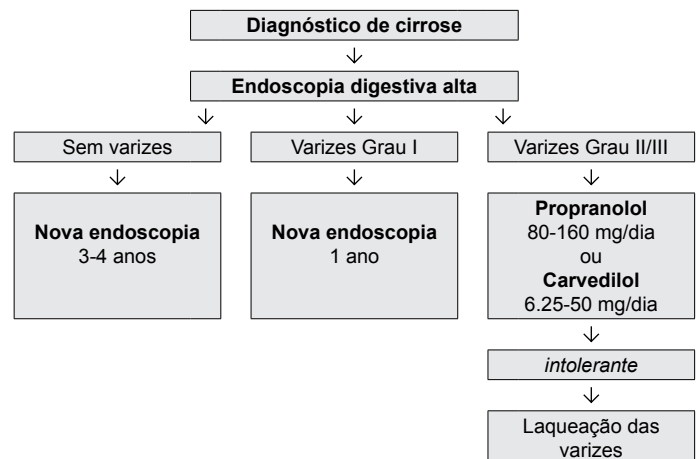 Diagnóstico de cirrose
Endoscopia digestiva alta
Sem varizes
Varizes Grau I
Varizes Grau II/III
Nova endoscopia
3-4 anos
Nova endoscopia
1 ano
Propranolol
80-160 mg/dia
ou
Carvedilol
6.25-50 mg/dia
intolerante
Laqueação das
varizes